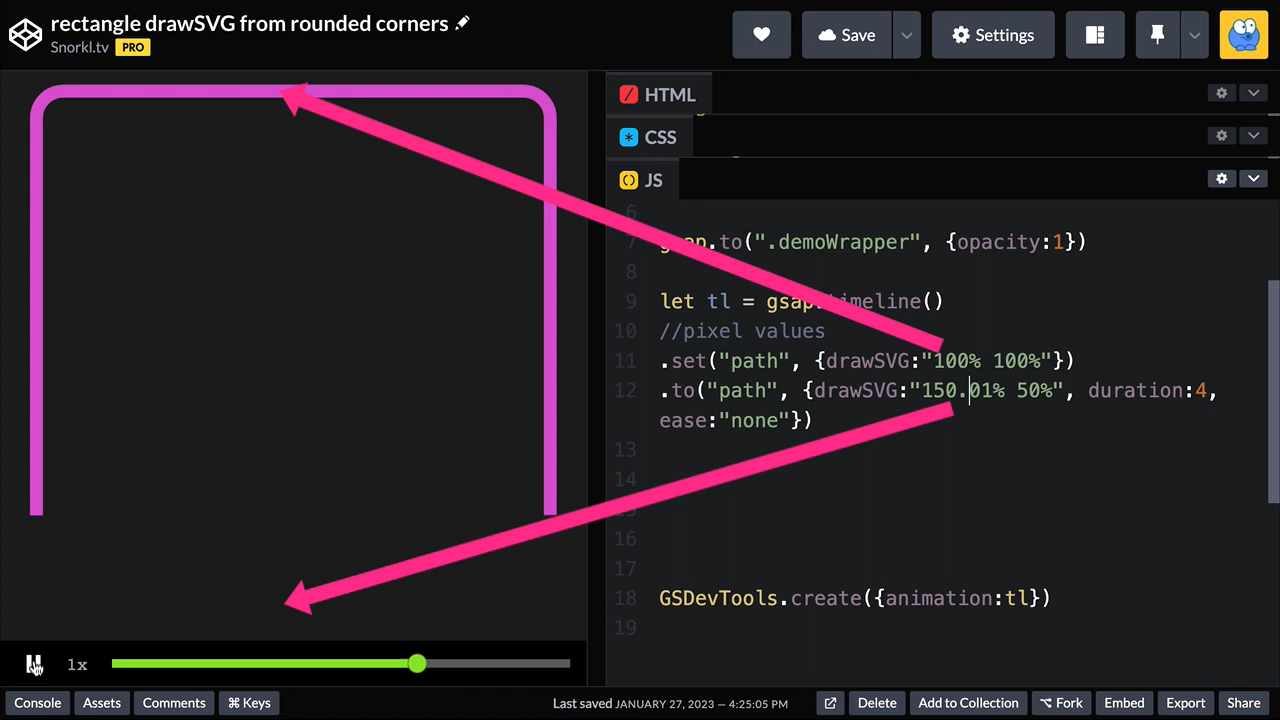 rectangle drawSVG from rounded corners
Snorkl.tv PRO
Save
Settings
HTML
CSS
JS
6
7 gsap.to(".demoWrapper", {opacity:1})
8
9 let tl = gsap.timeline()
10 //pixel values
11 .set("path", {drawSVG:"100% 100%"})
12 .to("path", {drawSVG:"150.01% 50%", duration:4,
ease:"none"})
13
14
15
16
17
18 GSDevTools.create({animation:tl})
19
1x
Console Assets Comments ⌘ Keys Last saved JANUARY 27, 2023 — 4:25:05 PM Delete Add to Collection ⌥ Fork Embed Export Share